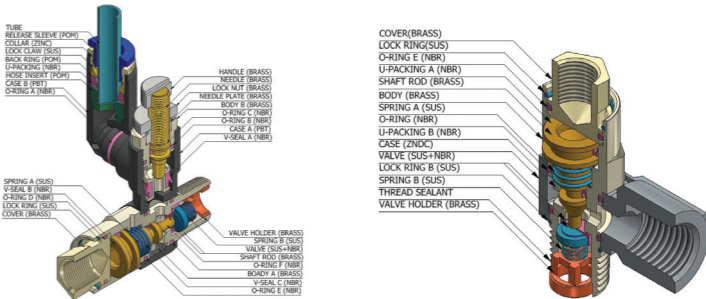 TUBE
RELEASE SLEEVE (POM)
COLLAR (ZINC)
LOCK CLAW (SUS)
BACK RING (POM)
U-PACKING (NBR)
HOSE INSERT (POM)
CASE B (PBT)
O-RING A (NBR)
HANDLE (BRASS)
NEEDLE (BRASS)
LOCK NUT (BRASS)
NEEDLE PLATE (BRASS)
BODY B (BRASS)
O-RING C (NBR)
O-RING B (NBR)
CASE A (PBT)
V-SEAL A (NBR)
SPRING A (SUS)
V-SEAL B (NBR)
O-RING D (NBR)
LOCK RING (SUS)
COVER (BRASS)
VALVE HOLDER (BRASS)
SPRING B (SUS)
VALVE (SUS+NBR)
SHAFT ROD (BRASS)
O-RING F (NBR)
BOADY A (BRASS)
V-SEAL C (NBR)
O-RING E (NBR)
COVER(BRASS)
LOCK RING(SUS)
O-RING E (NBR)
U-PACKING A (NBR)
SHAFT ROD (BRASS)
BODY (BRASS)
SPRING A (SUS)
O-RING (NBR)
U-PACKING B (NBR)
CASE (ZNDC)
VALVE (SUS+NBR)
LOCK RING B (SUS)
SPRING B (SUS)
THREAD SEALANT
VALVE HOLDER (BRASS)